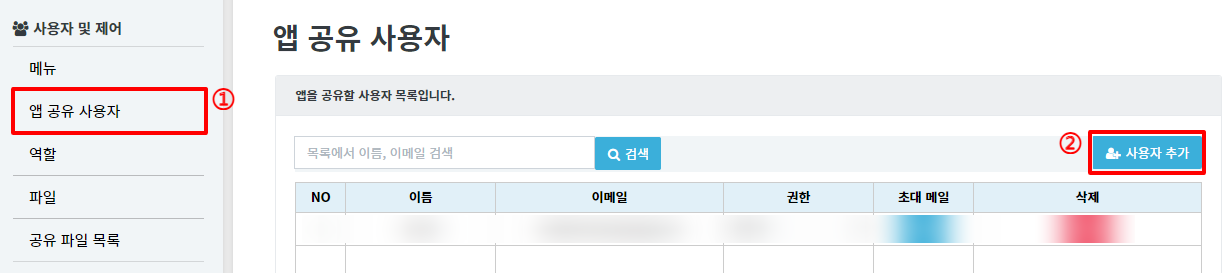 사용자 및 제어
메뉴
앱 공유 사용자
①
역할
파일
공유 파일 목록
앱 공유 사용자
앱을 공유할 사용자 목록입니다.
목록에서 이름, 이메일 검색
검색
②
사용자 추가
NO 이름 이메일 권한 초대 메일 삭제